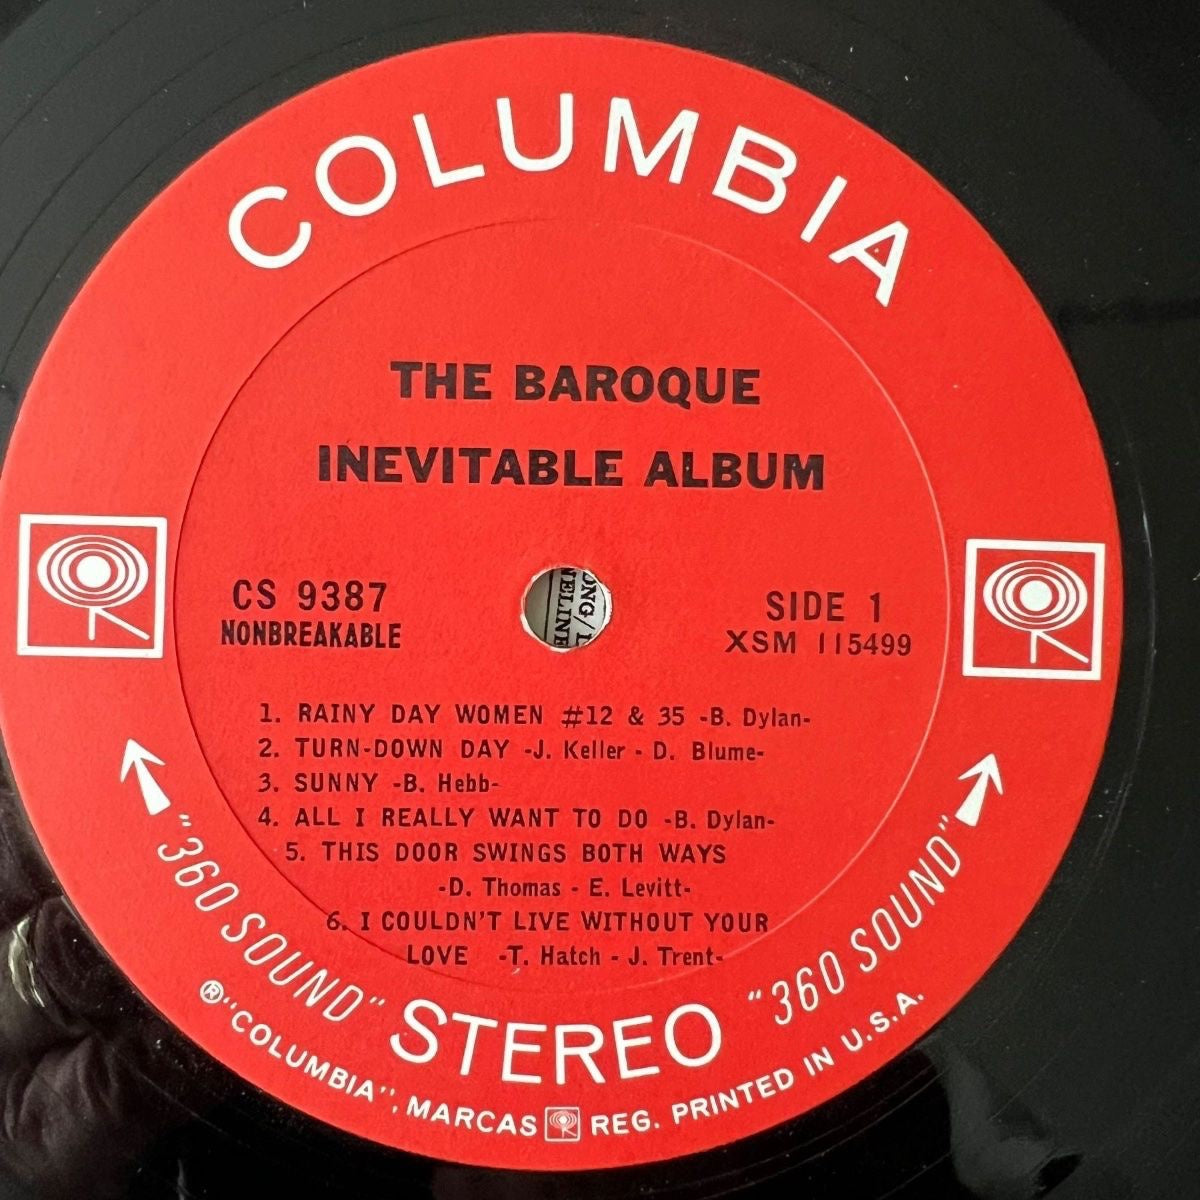 COLUMBIA
THE BAROQUE
INEVITABLE ALBUM
CS 9387
NONBREAKABLE
SIDE 1
XSM 115499
1. RAINY DAY WOMEN #12 & 35 -B. Dylan-
2. TURN-DOWN DAY -J. Keller - D. Blume-
3. SUNNY -B. Hebb-
4. ALL I REALLY WANT TO DO -B. Dylan-
5. THIS DOOR SWINGS BOTH WAYS
-D. Thomas - E. Levitt-
6. I COULDN'T LIVE WITHOUT YOUR
LOVE -T. Hatch - J. Trent-
"360 SOUND" STEREO "360 SOUND"
® "COLUMBIA", MARCAS REG. PRINTED IN U.S.A.